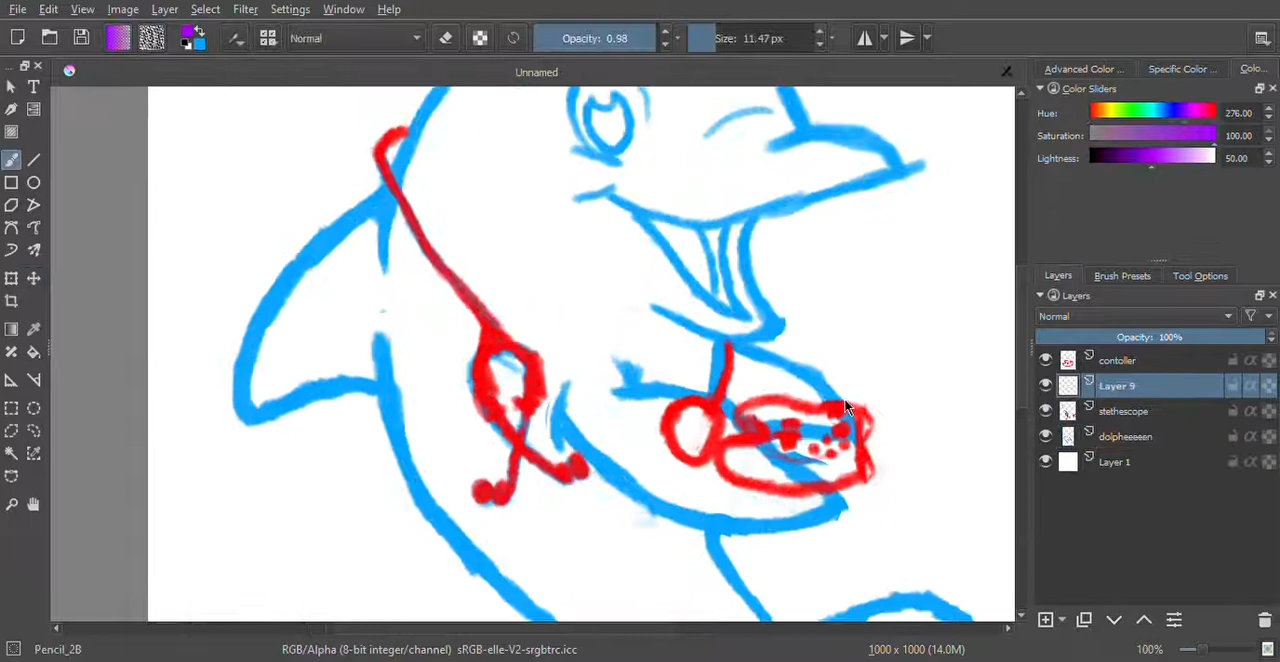 File Edit View Image Layer Select Filter Settings Window Help
Normal Opacity: 0.98 Size: 11.47 px
Unnamed
Advanced Color ... Specific Color ... Colo...
Color Sliders
Hue: 276.00
Saturation: 100.00
Lightness: 50.00
Layers Brush Presets Tool Options
Layers
Normal
Opacity: 100%
contoller
Layer 9
stethescope
dolpheeeeen
Layer 1
Pencil_2B RGB/Alpha (8-bit integer/channel) sRGB-elle-V2-srgbtrc.icc 1000 x 1000 (14.0M) 100%